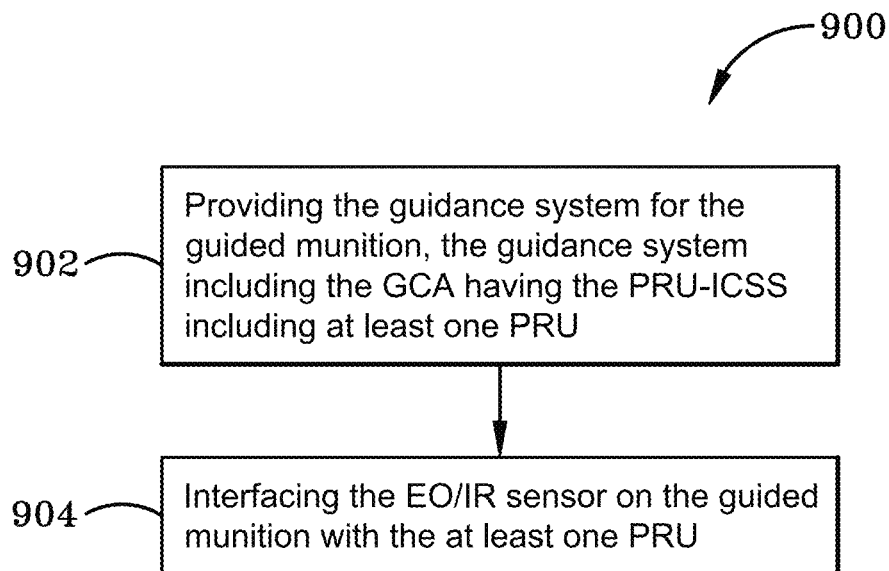 900
902
Providing the guidance system for the
guided munition, the guidance system
including the GCA having the PRU-ICSS
including at least one PRU
904
Interfacing the EO/IR sensor on the guided
munition with the at least one PRU